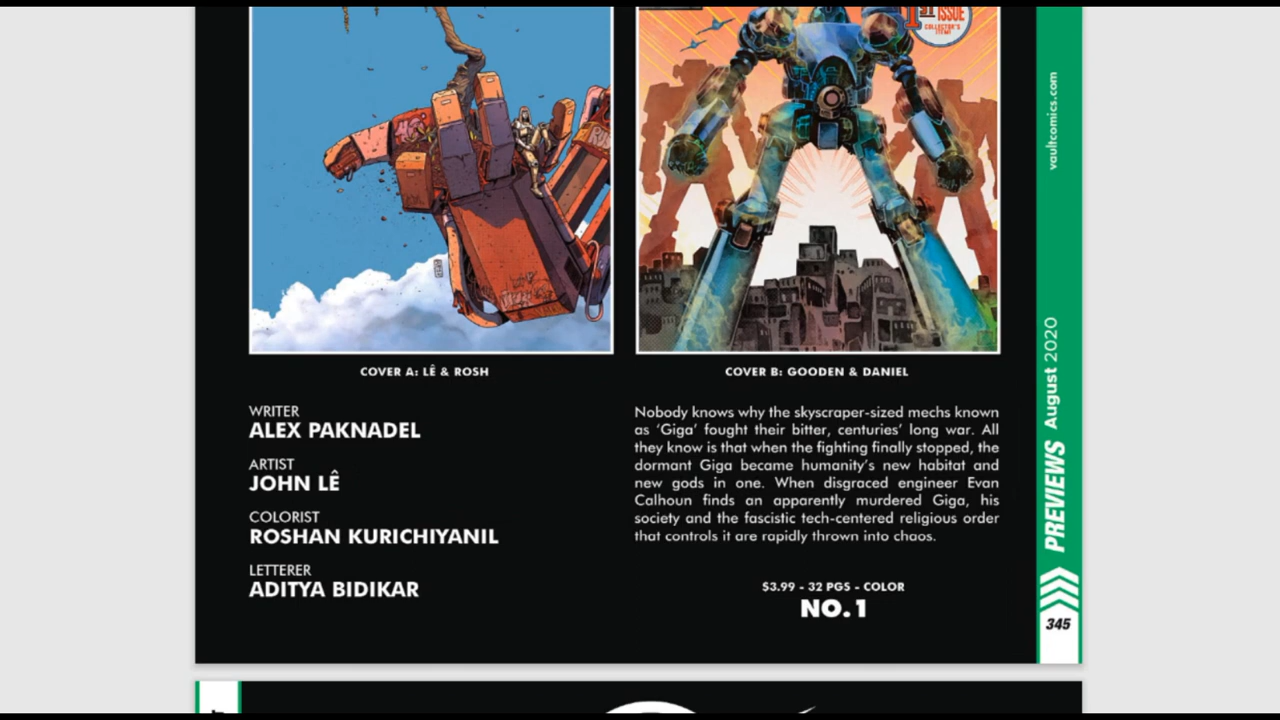 1ST ISSUE
COLLECTOR'S
ITEM!
COVER A: LÊ & ROSH
COVER B: GOODEN & DANIEL
WRITER
ALEX PAKNADEL
ARTIST
JOHN LÊ
COLORIST
ROSHAN KURICHIYANIL
LETTERER
ADITYA BIDIKAR
Nobody knows why the skyscraper-sized mechs known
as ‘Giga’ fought their bitter, centuries’ long war. All
they know is that when the fighting finally stopped, the
dormant Giga became humanity’s new habitat and
new gods in one. When disgraced engineer Evan
Calhoun finds an apparently murdered Giga, his
society and the fascistic tech-centered religious order
that controls it are rapidly thrown into chaos.
$3.99 - 32 PGS - COLOR
NO.1
vaultcomics.com
PREVIEWS August 2020
345